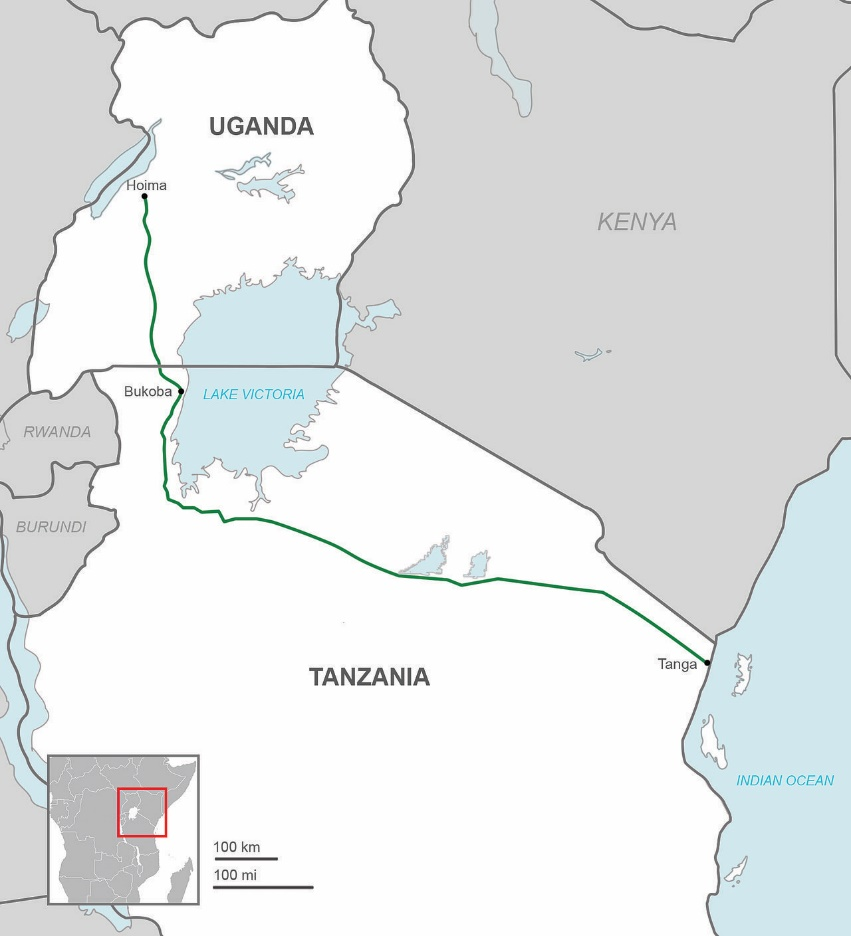 UGANDA
Hoima
KENYA
Bukoba
LAKE VICTORIA
RWANDA
BURUNDI
Tanga
TANZANIA
INDIAN OCEAN
100 km
100 mi